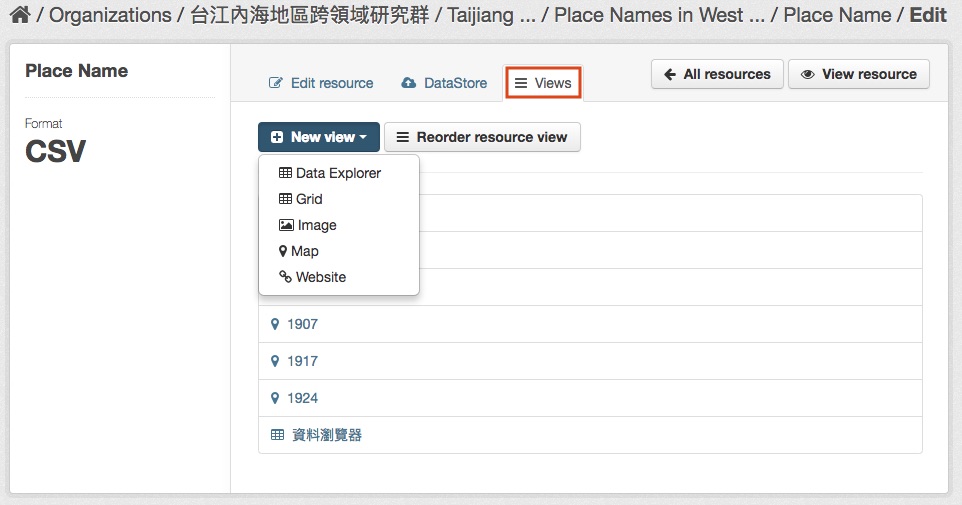 / Organizations / 台江內海地區跨領域研究群 / Taijiang ... / Place Names in West ... / Place Name / Edit
Place Name
Format
CSV
Edit resource DataStore Views All resources View resource
New view Reorder resource view
Data Explorer
Grid
Image
Map
Website
1907
1917
1924
資料瀏覽器